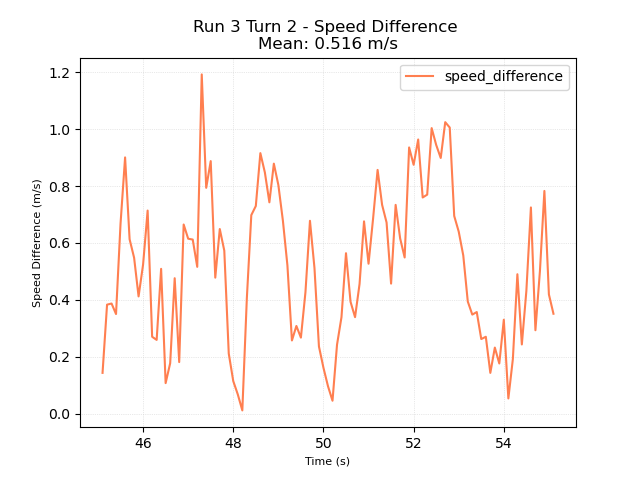 Run 3 Turn 2 - Speed Difference
Mean: 0.516 m/s
speed_difference
1.2
1.0
0.8
0.6
0.4
0.2
0.0
Speed Difference (m/s)
46 48 50 52 54
Time (s)